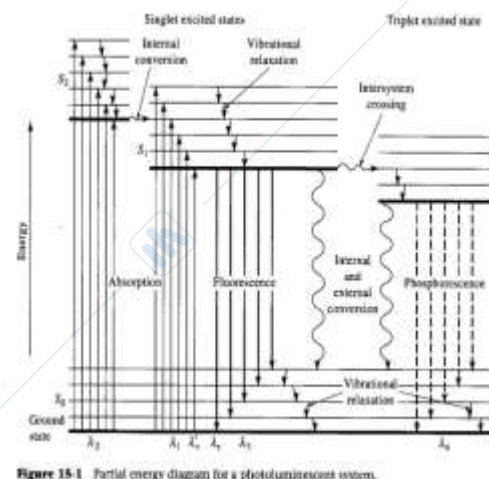 Singlet excited states
Triplet excited state
Internal
conversion
Vibrational
relaxation
Intersystem
crossing
S₂
S₁
Energy
Absorption
Fluorescence
Internal
and
external
conversion
Phosphorescence
S₀
Vibrational
relaxation
Ground
state
λ₂
λ₁
Figure 15-1 Partial energy diagram for a photoluminescent system.